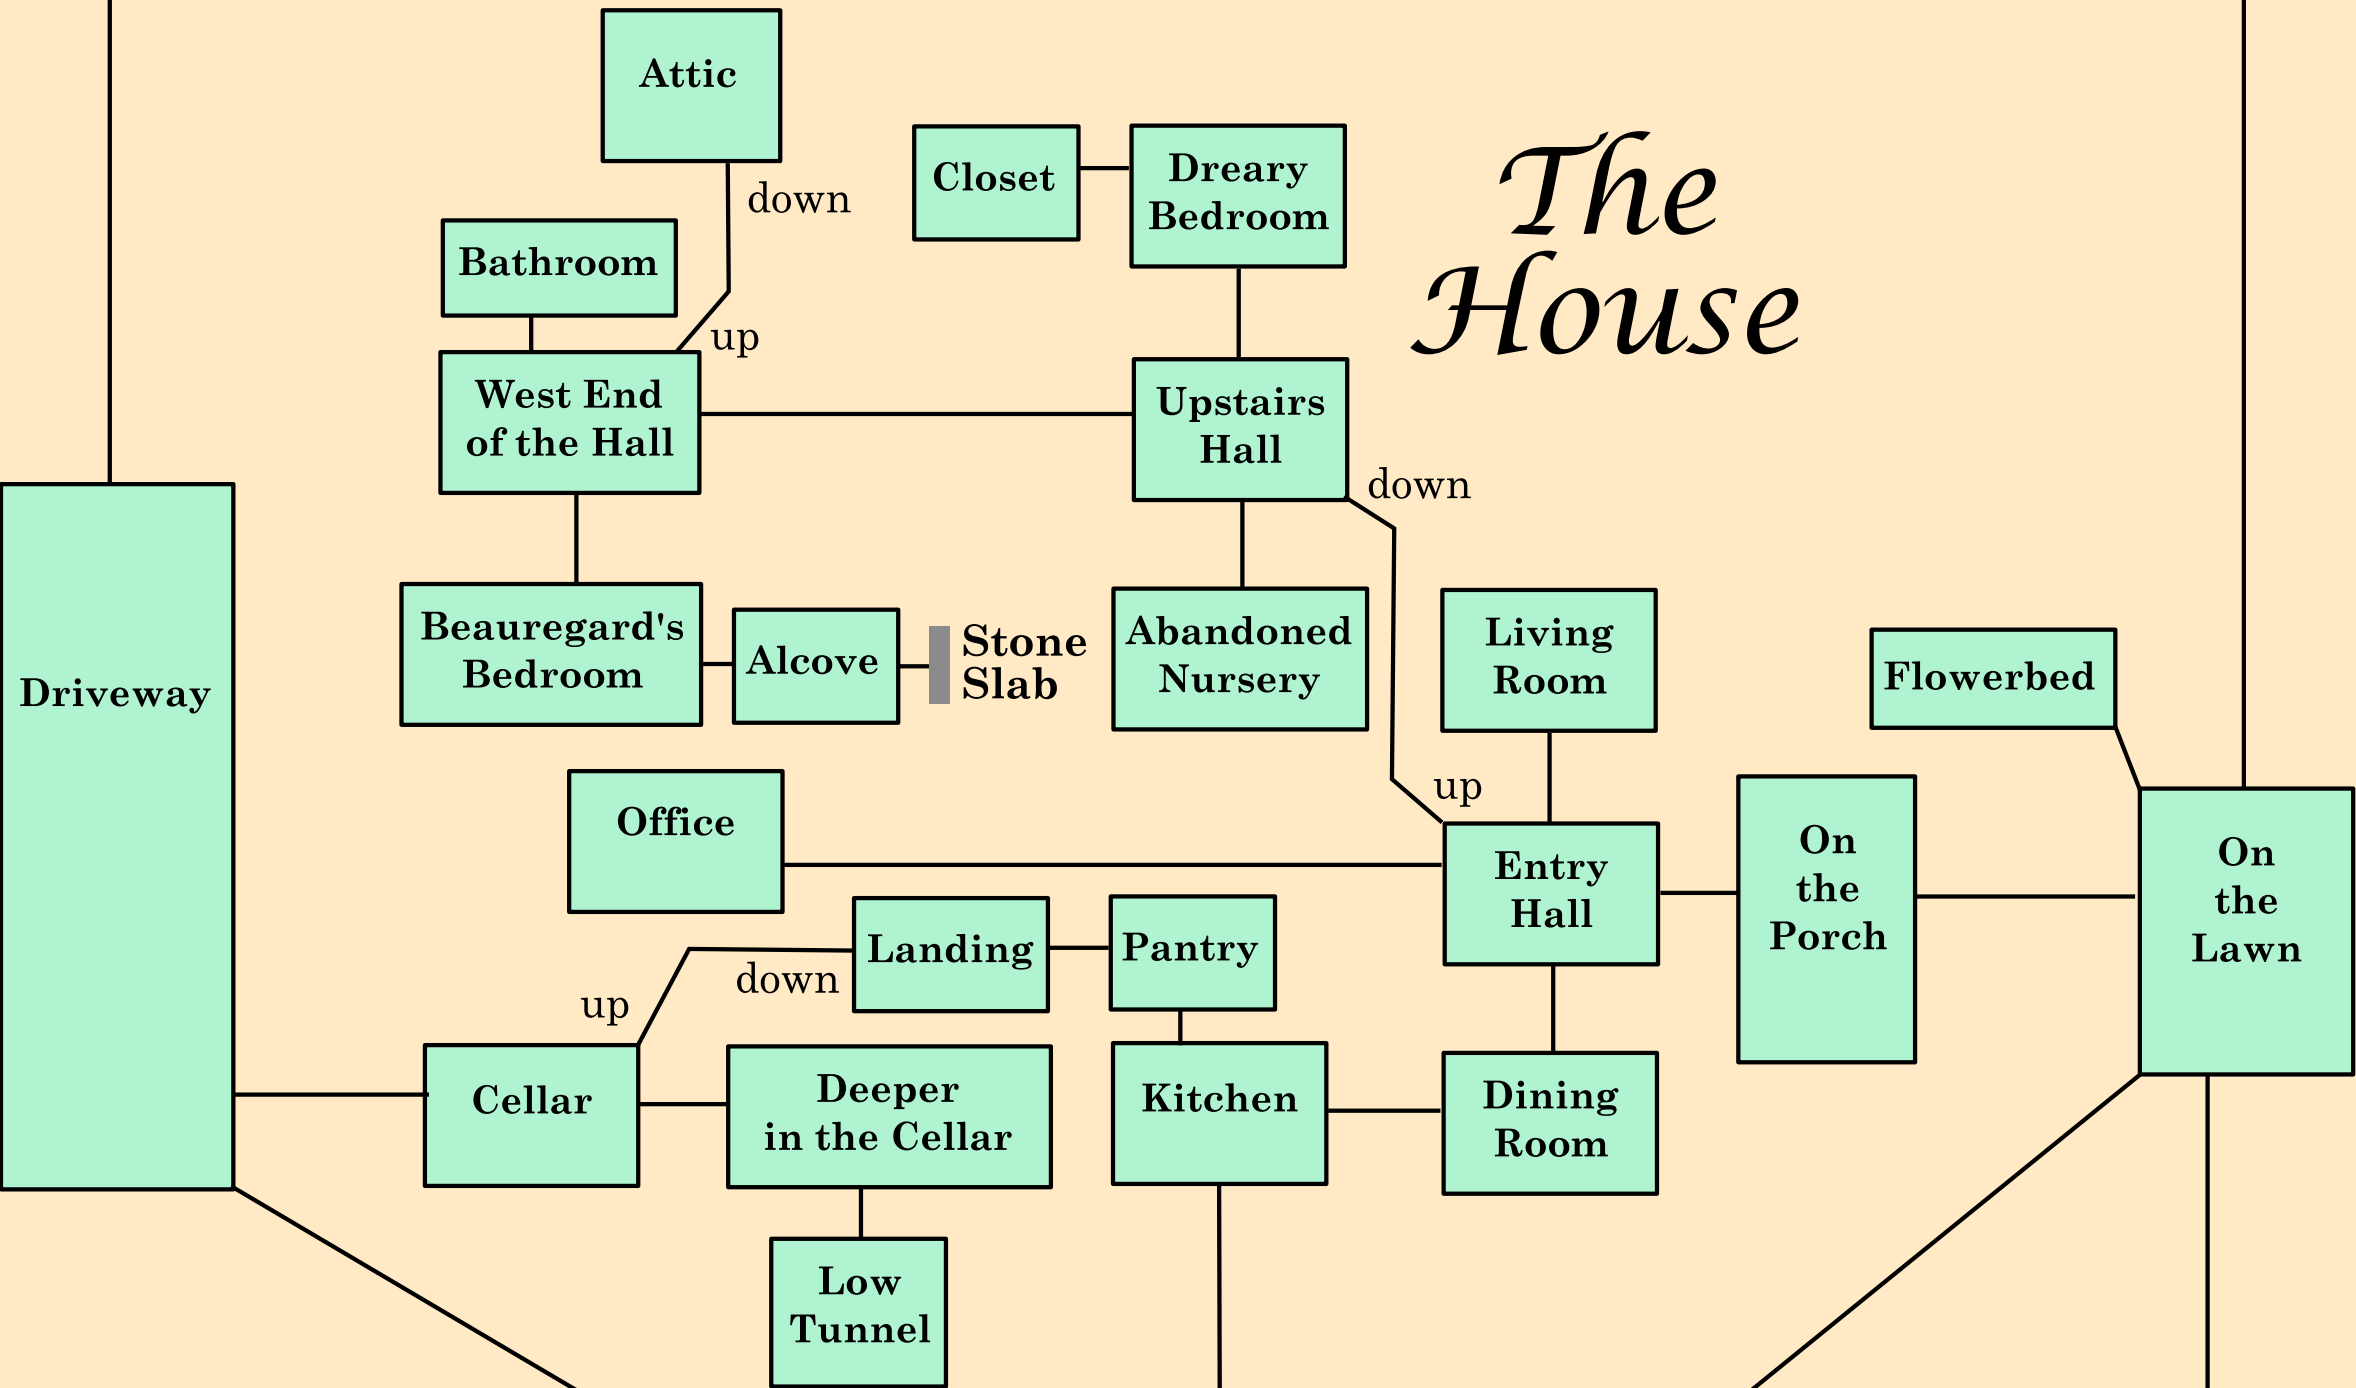 Attic
down
Closet
Dreary
Bedroom
The
House
Bathroom
up
West End
of the Hall
Upstairs
Hall
down
Driveway
Beauregard's
Bedroom
Alcove
Stone
Slab
Abandoned
Nursery
Living
Room
Flowerbed
Office
up
Entry
Hall
On
the
Porch
On
the
Lawn
Landing
Pantry
down
up
Cellar
Deeper
in the Cellar
Kitchen
Dining
Room
Low
Tunnel